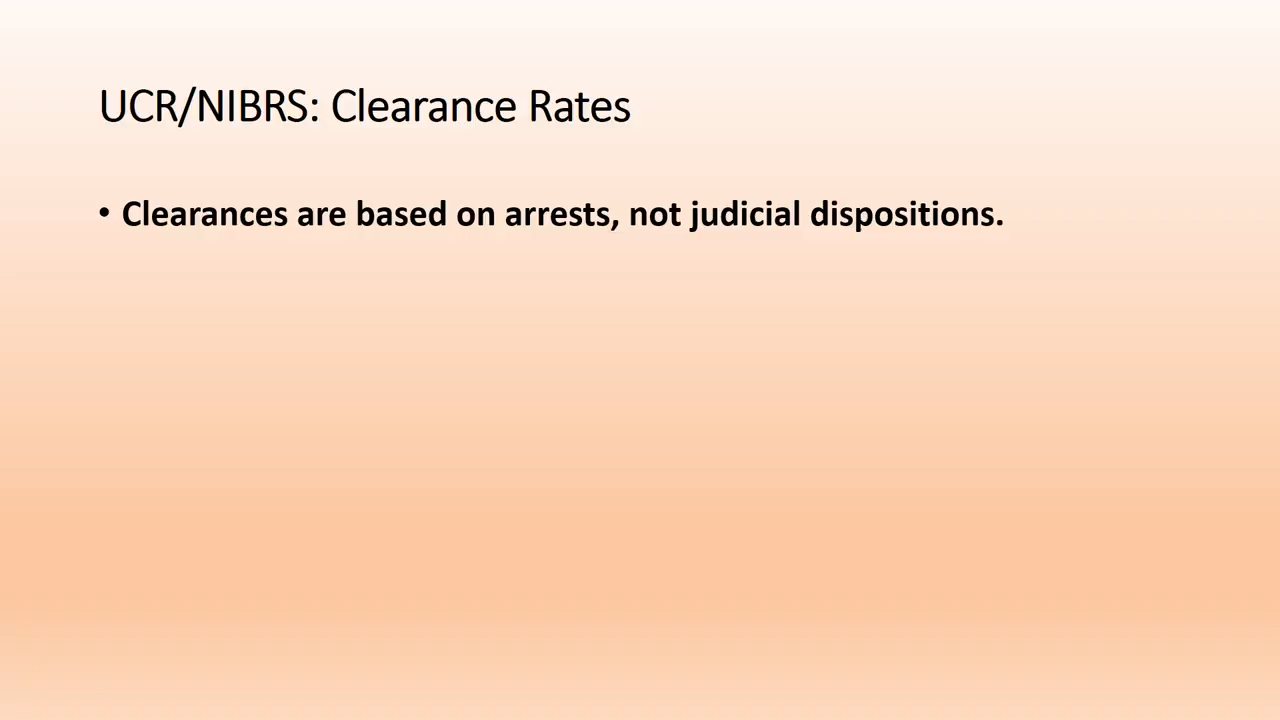 UCR/NIBRS: Clearance Rates
• Clearances are based on arrests, not judicial dispositions.